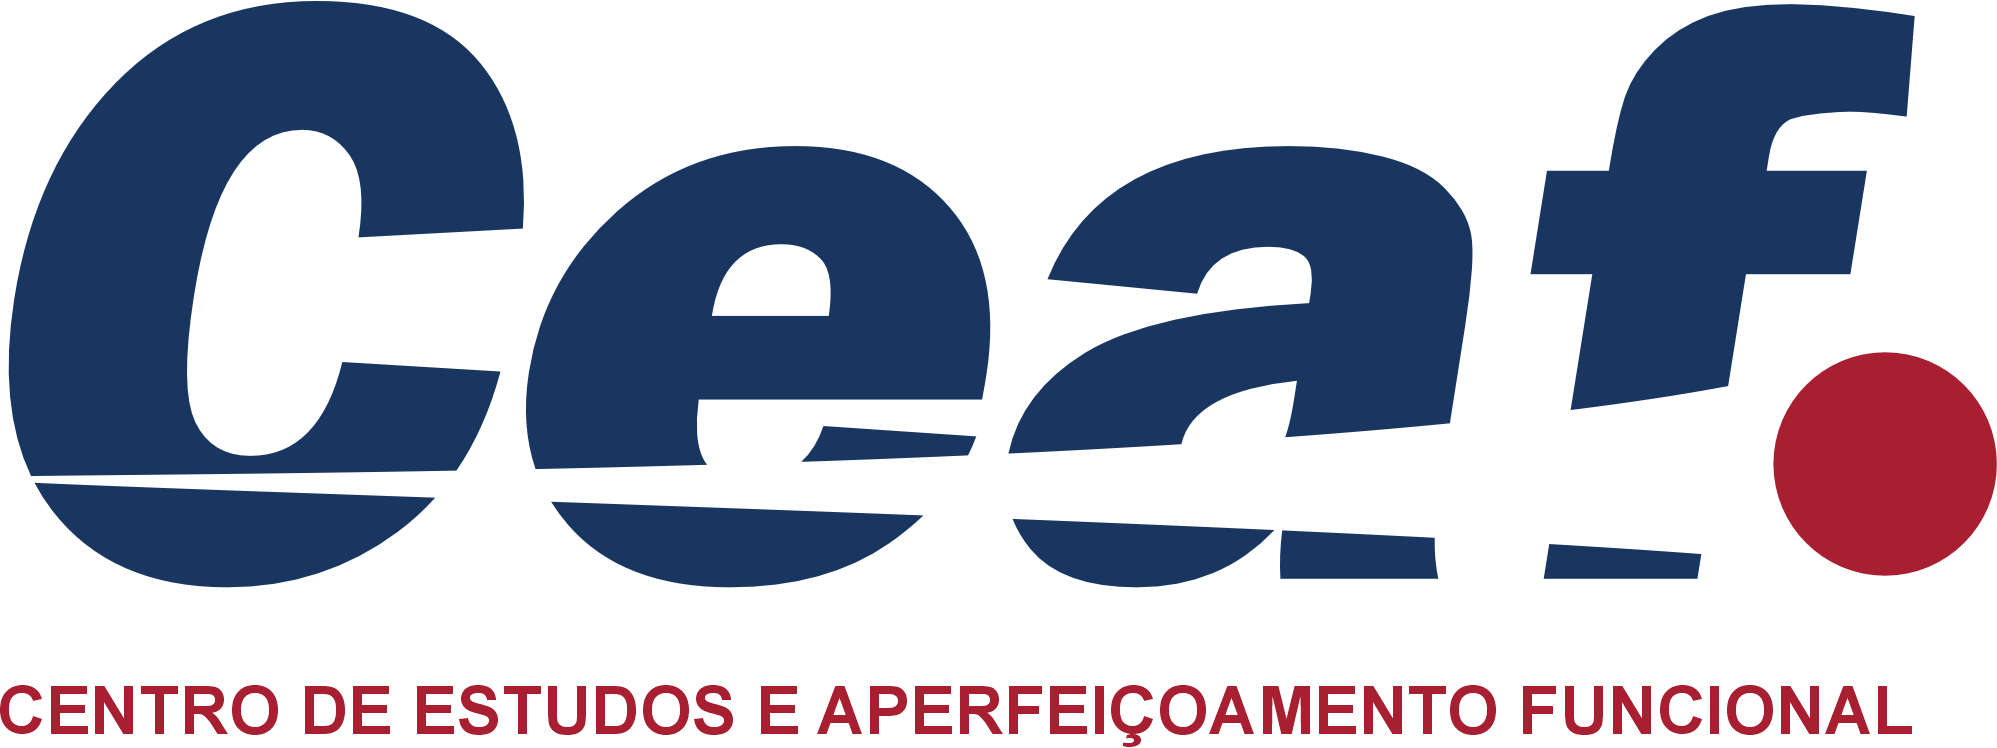 Ceaf
CENTRO DE ESTUDOS E APERFEIÇOAMENTO FUNCIONAL